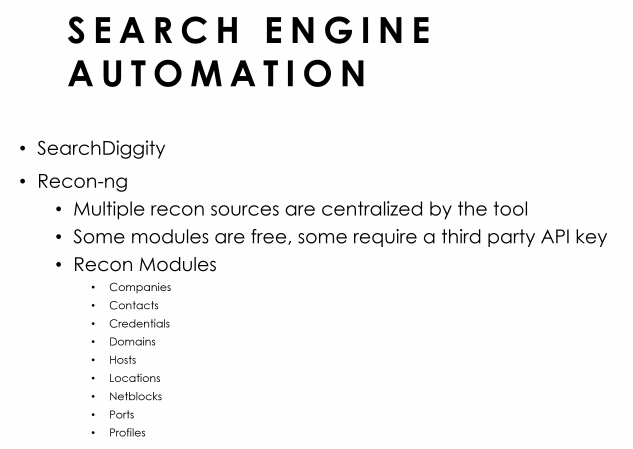 SEARCH ENGINE
AUTOMATION
• SearchDiggity
• Recon-ng
• Multiple recon sources are centralized by the tool
• Some modules are free, some require a third party API key
• Recon Modules
• Companies
• Contacts
• Credentials
• Domains
• Hosts
• Locations
• Netblocks
• Ports
• Profiles